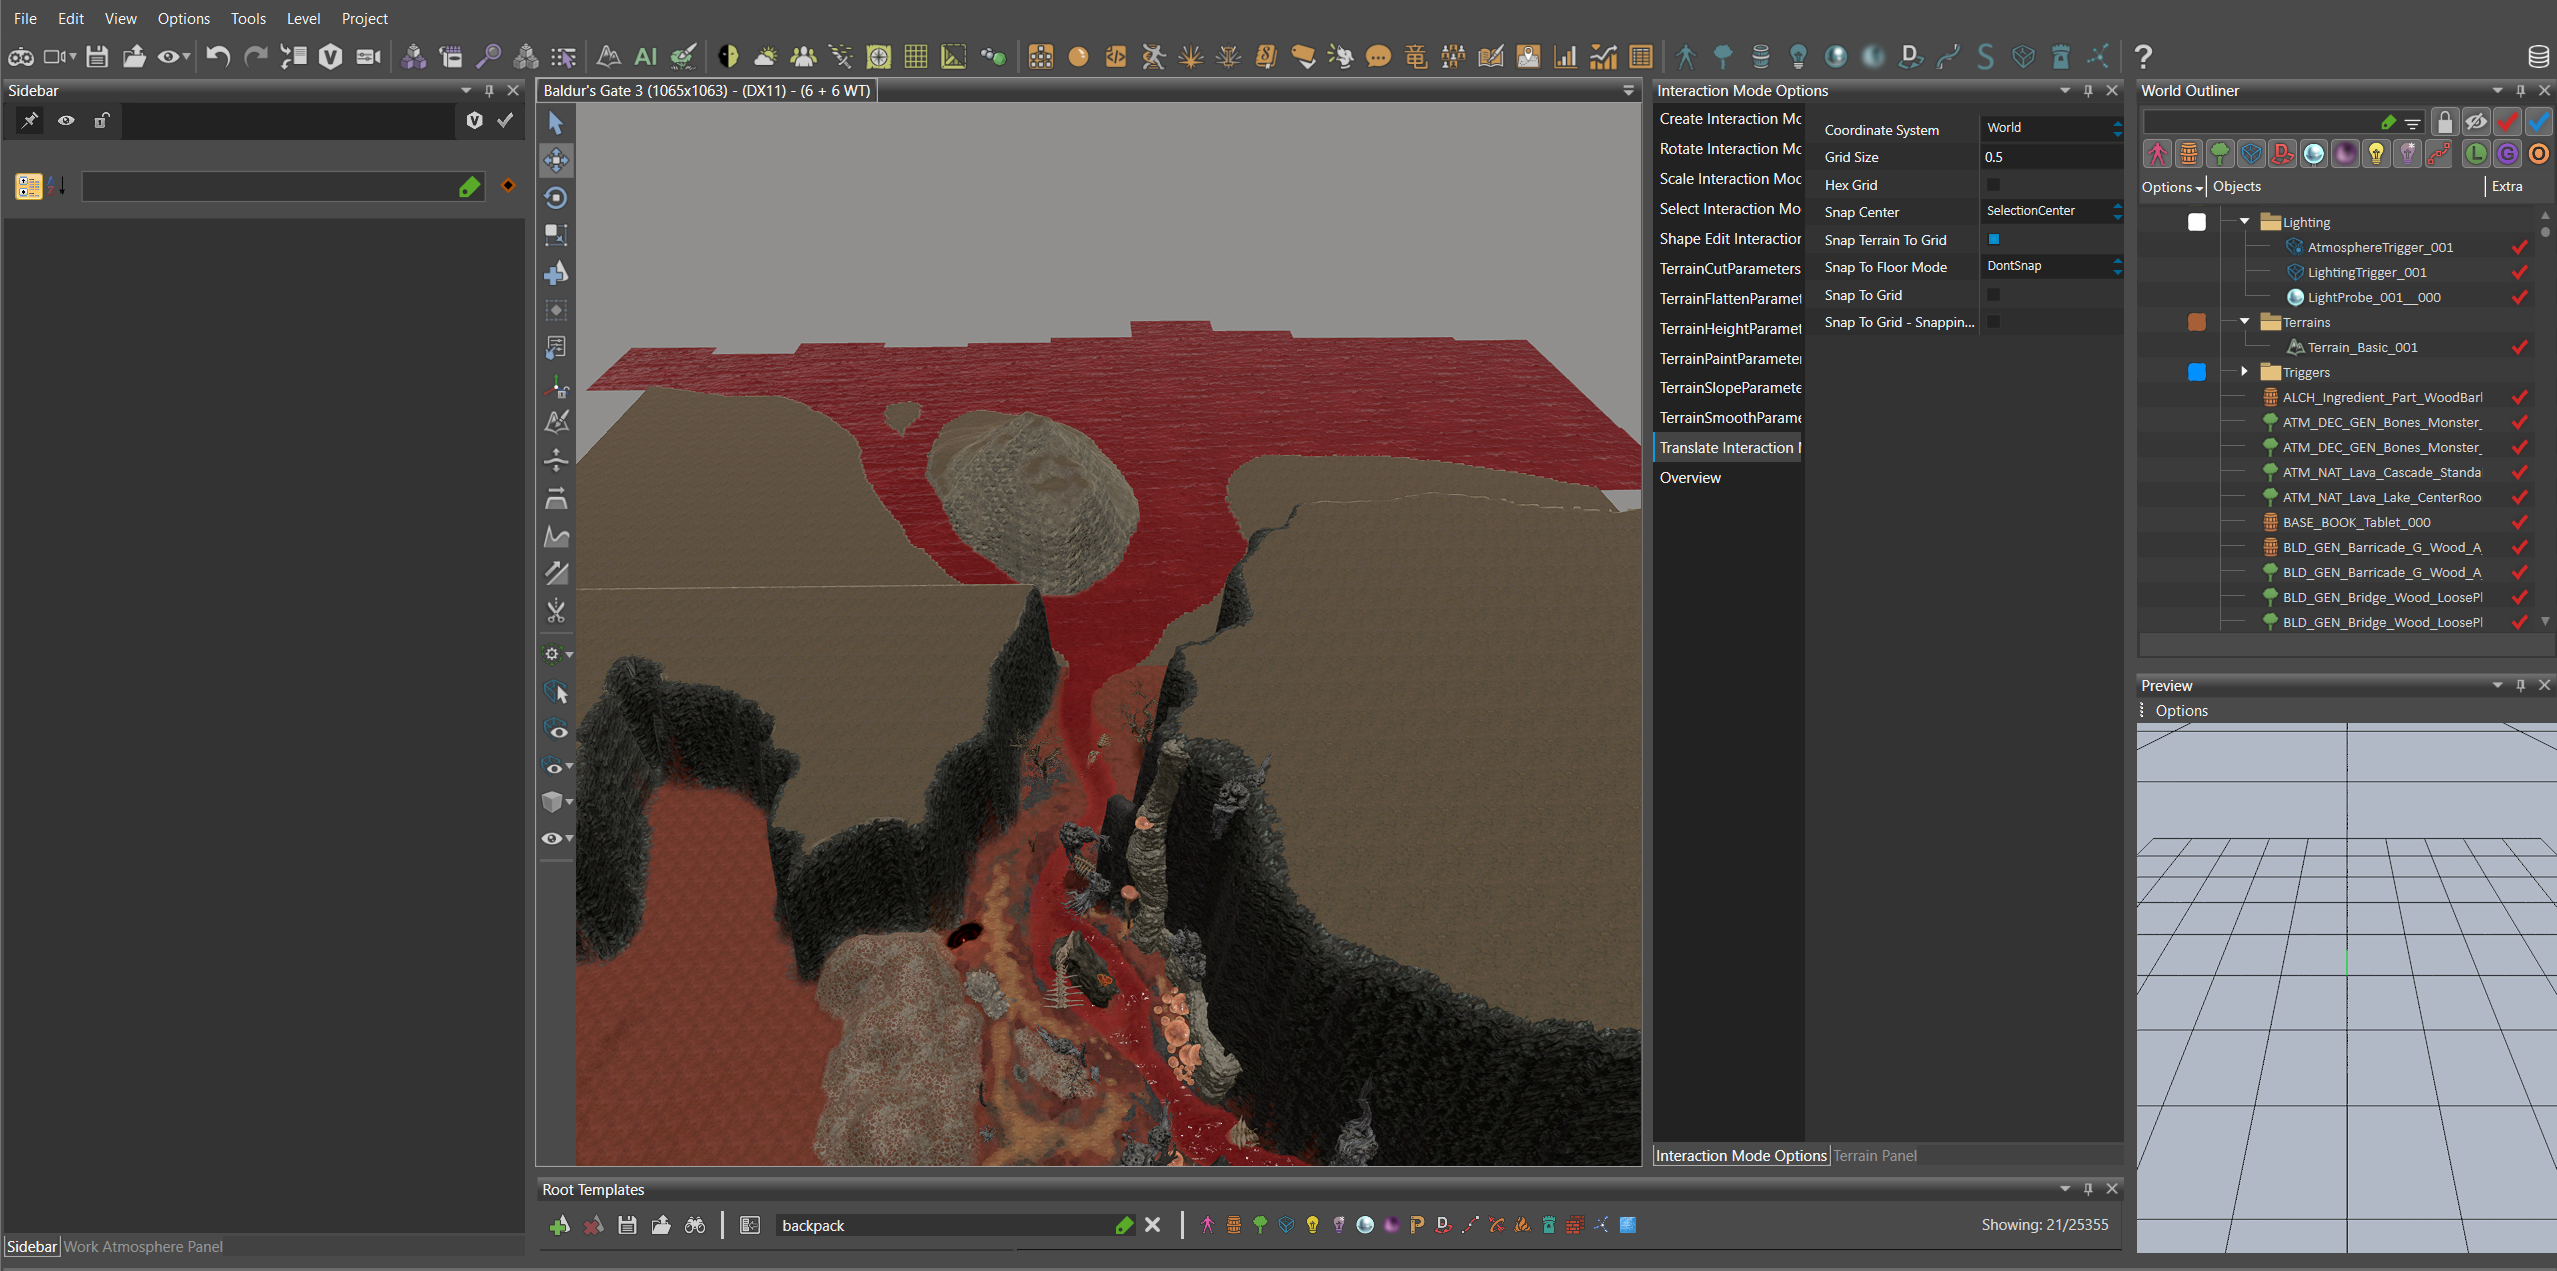 File Edit View Options Tools Level Project
AI
Sidebar
Baldur's Gate 3 (1065x1063) - (DX11) - (6 + 6 WT)
Interaction Mode Options
Create Interaction Mo
Rotate Interaction Mo
Scale Interaction Moc
Select Interaction Mo
Shape Edit Interaction
TerrainCutParameters
TerrainFlattenParamet
TerrainHeightParamet
TerrainPaintParameter
TerrainSlopeParamete
TerrainSmoothParame
Translate Interaction M
Overview
Coordinate System World
Grid Size 0.5
Hex Grid
Snap Center SelectionCenter
Snap Terrain To Grid
Snap To Floor Mode DontSnap
Snap To Grid
Snap To Grid - Snappin...
Interaction Mode Options Terrain Panel
World Outliner
Options Objects Extra
Lighting
AtmosphereTrigger_001
LightingTrigger_001
LightProbe_001__000
Terrains
Terrain_Basic_001
Triggers
ALCH_Ingredient_Part_WoodBarl
ATM_DEC_GEN_Bones_Monster_
ATM_DEC_GEN_Bones_Monster_
ATM_NAT_Lava_Cascade_Standa
ATM_NAT_Lava_Lake_CenterRoo
BASE_BOOK_Tablet_000
BLD_GEN_Barricade_G_Wood_A
BLD_GEN_Barricade_G_Wood_A
BLD_GEN_Bridge_Wood_LoosePl
BLD_GEN_Bridge_Wood_LoosePl
Preview
Options
Root Templates
backpack
Showing: 21/25355
Sidebar Work Atmosphere Panel